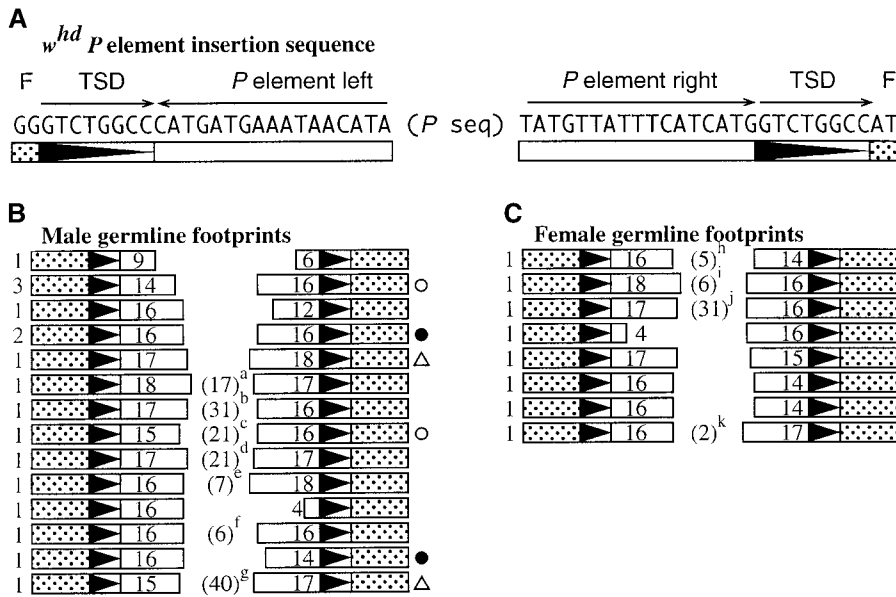 A
w^hd P element insertion sequence
F TSD P element left P element right TSD F
GGGTCTGGCCCATGATGAAATAACATA (P seq) TATGTTATTTCATCATGGTCTGGCCAT
B
Male germline footprints
1 9 6
3 14 16 ○
1 16 12
2 16 16 ●
1 17 18 △
1 18 (17)^a 17
1 17 (31)^b 16
1 15 (21)^c 16 ○
1 17 (21)^d 17
1 16 (7)^e 18
1 16 4
1 16 (6)^f 16
1 16 14 ●
1 15 (40)^g 17 △
C
Female germline footprints
1 16 (5)^h 14
1 18 (6)^i 16
1 17 (31)^j 16
1 4 16
1 17 15
1 16 14
1 16 14
1 16 (2)^k 17